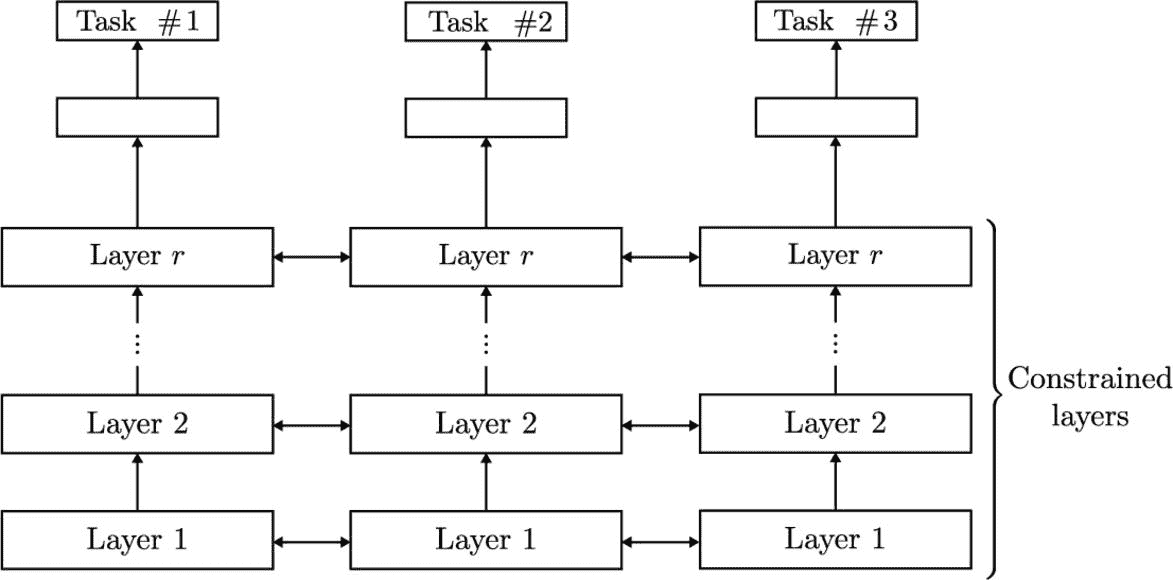 Task #1 Task #2 Task #3
Layer r Layer r Layer r
⋮ ⋮ ⋮
Layer 2 Layer 2 Layer 2
Constrained
layers
Layer 1 Layer 1 Layer 1